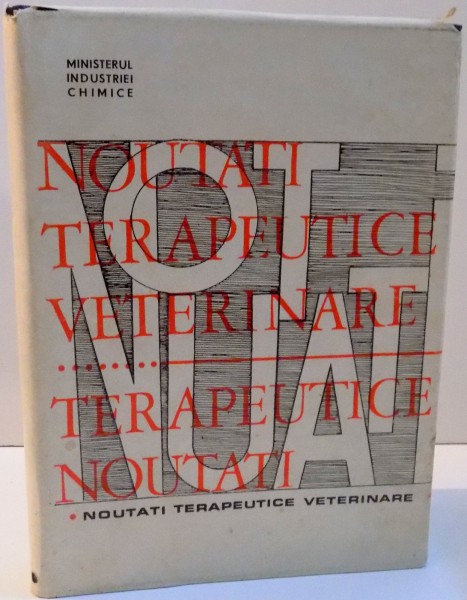 MINISTERUL
INDUSTRIEI
CHIMICE
NOUTATI
TERAPEUTICE
VETERINARE
TERAPEUTICE
NOUTATI
NOUTATI TERAPEUTICE VETERINARE